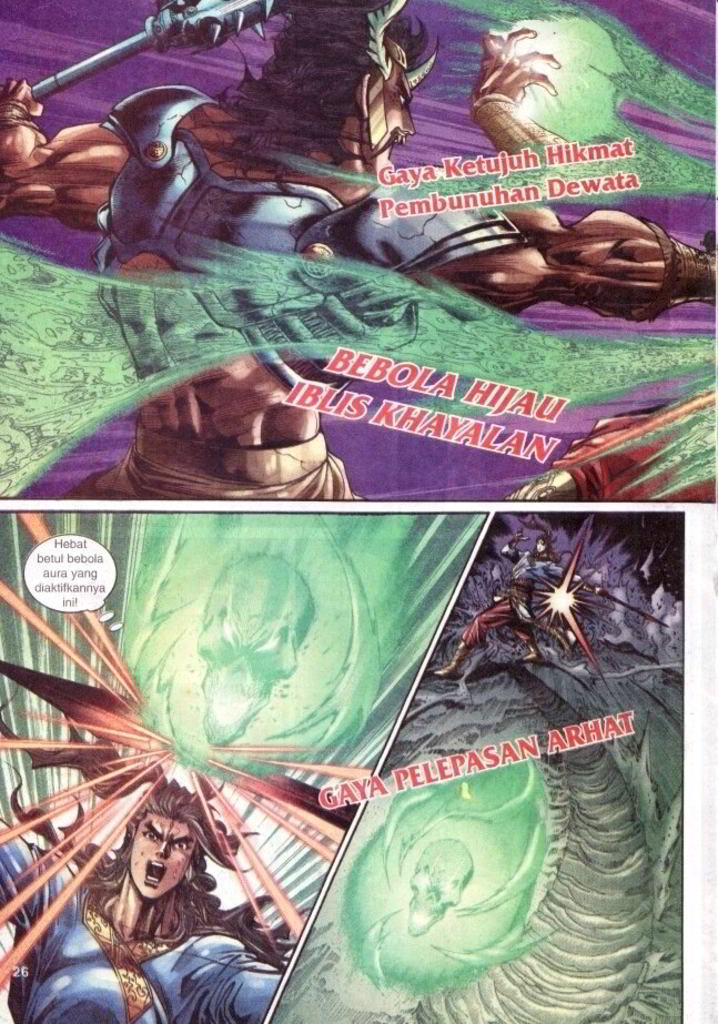 Gaya Ketujuh Hikmat
Pembunuhan Dewata
BEBOLA HIJAU
IBLIS KHAYALAN
Hebat
betul bebola
aura yang
diaktifkannya
ini!
GAYA PELEPASAN ARHAT
26